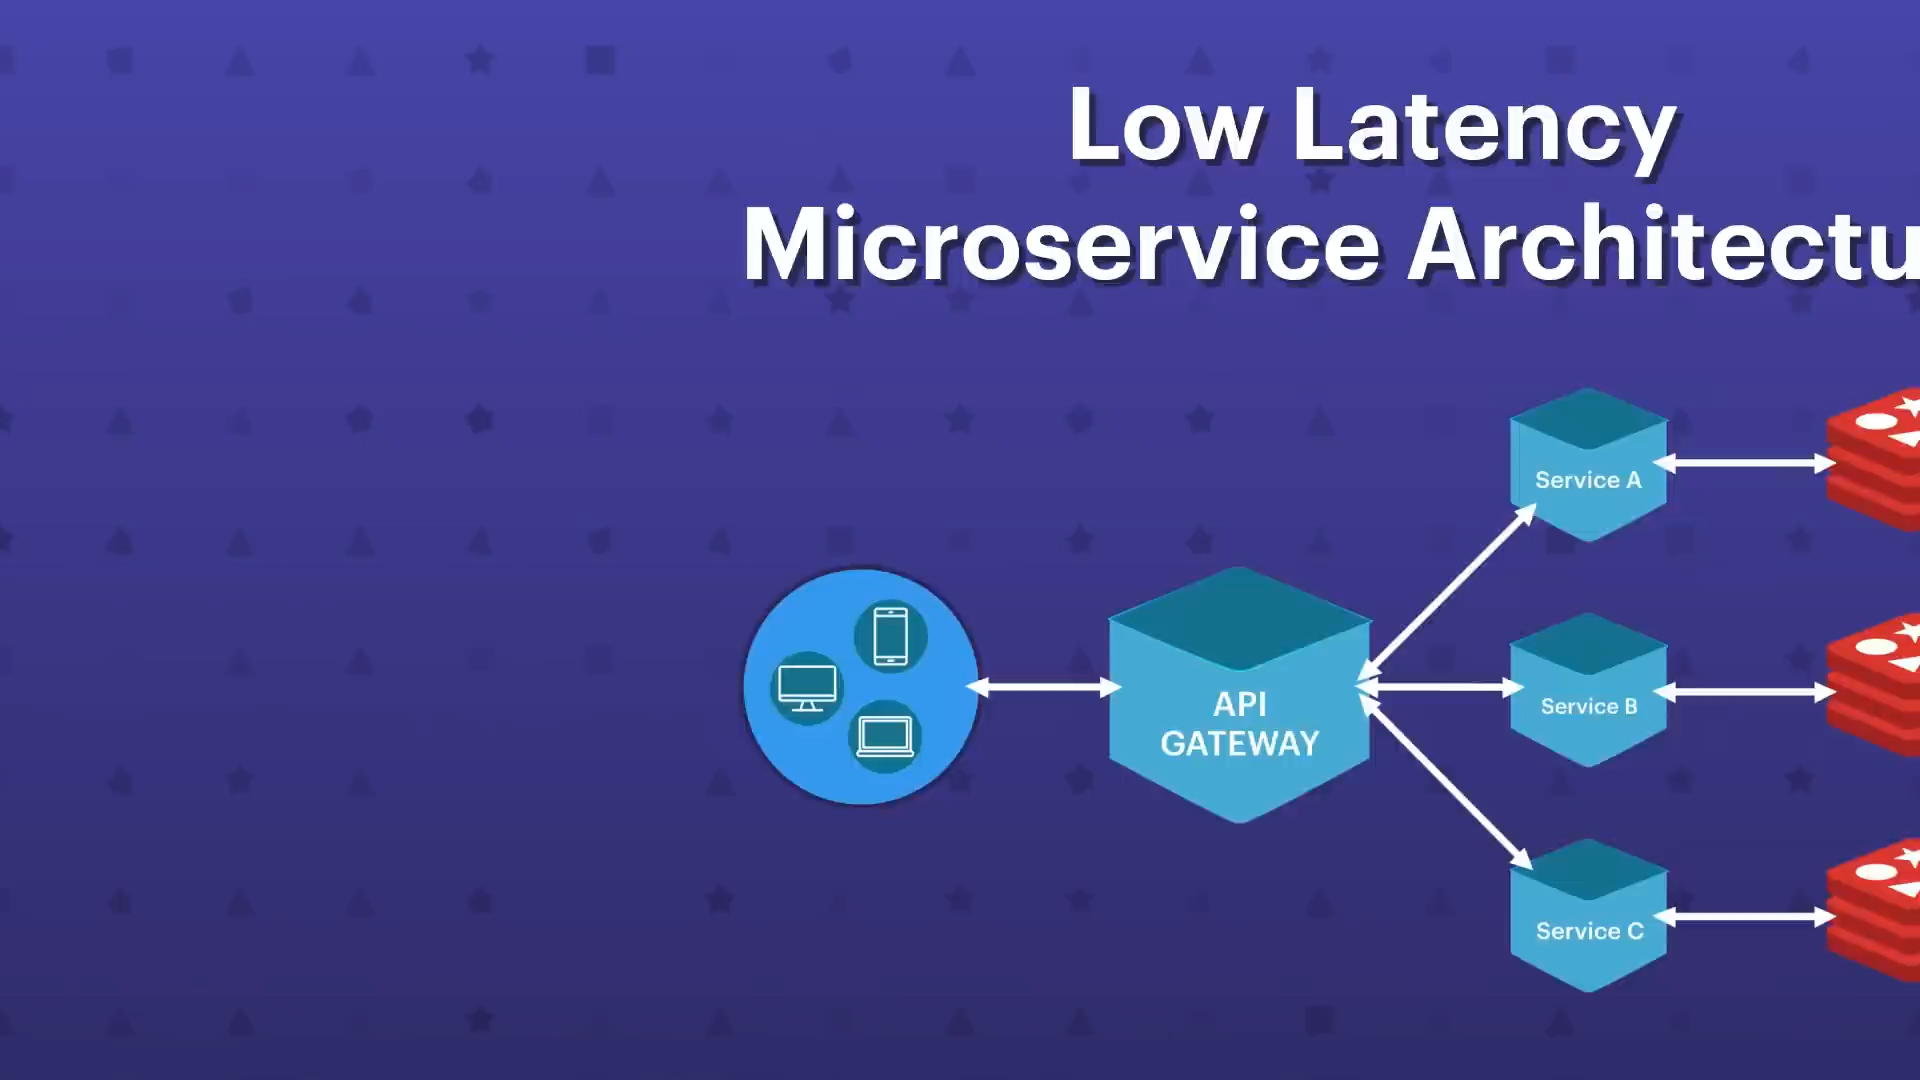 Low Latency
Microservice Architectu
Service A
API
GATEWAY
Service B
Service C